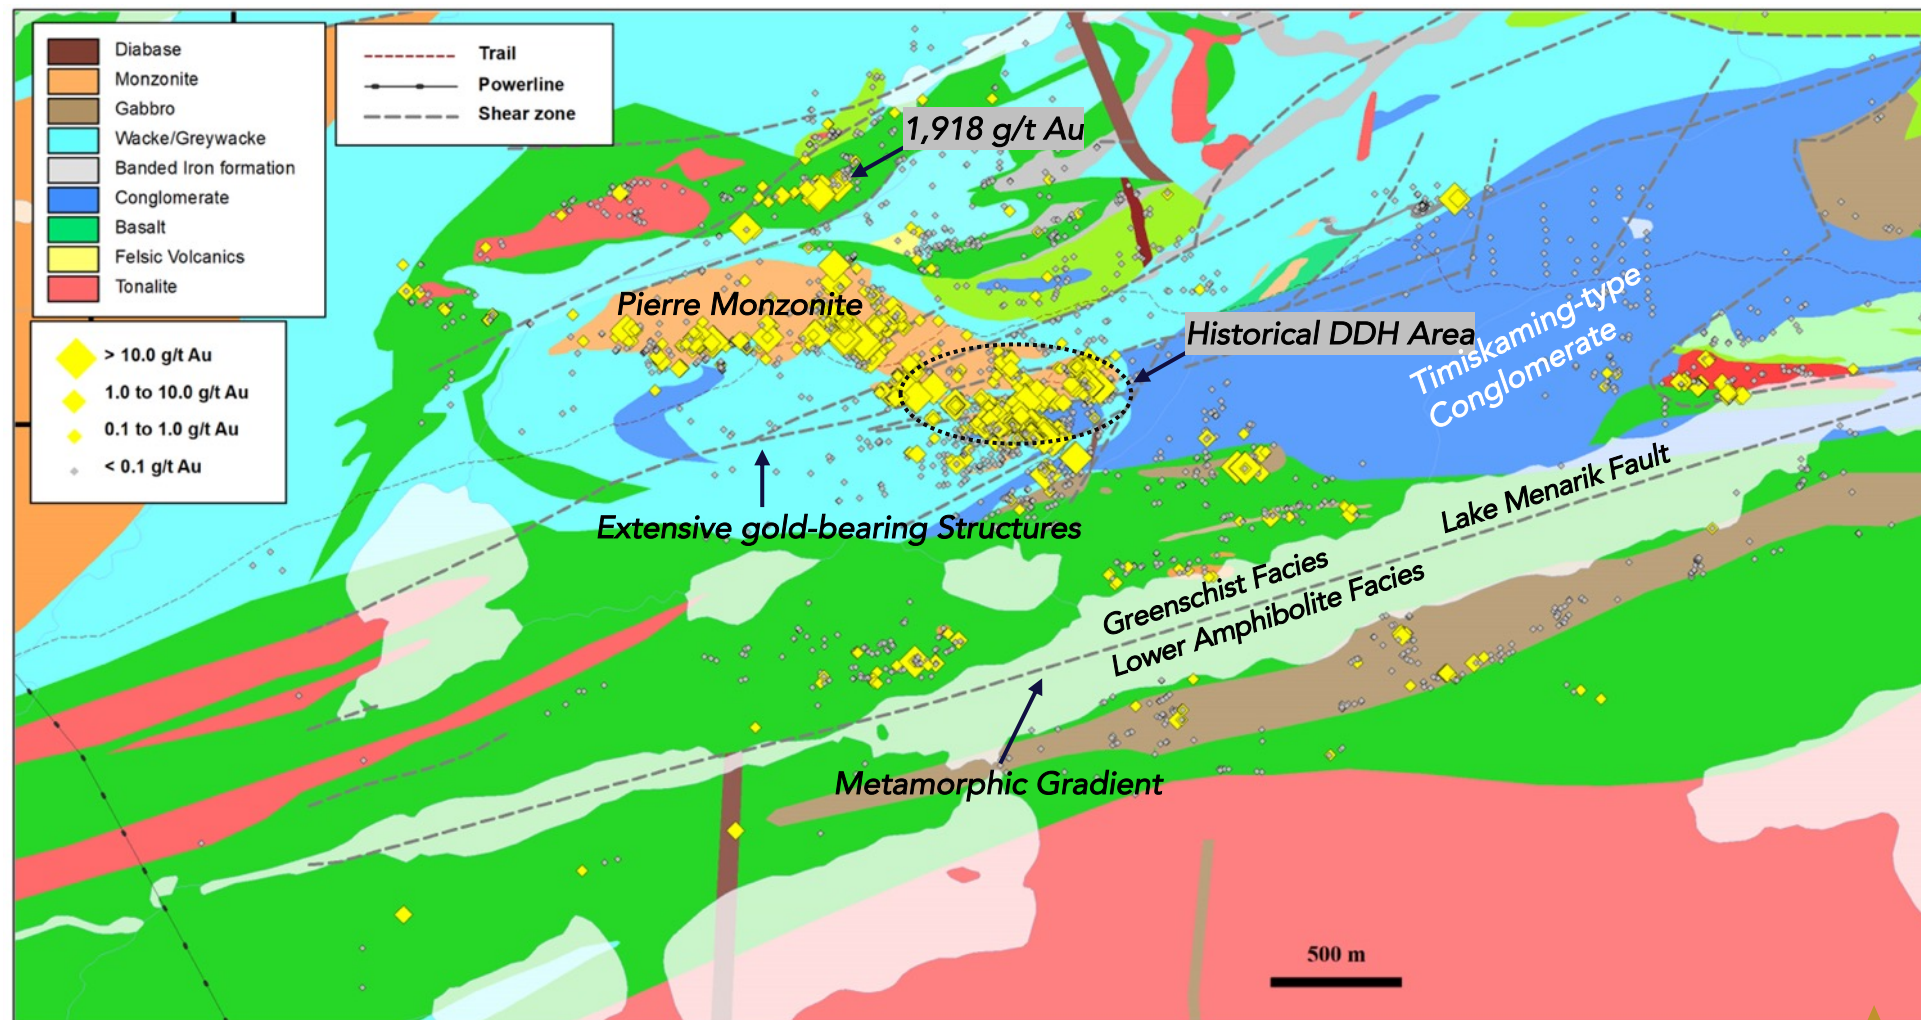 Diabase
Monzonite
Gabbro
Wacke/Greywacke
Banded Iron formation
Conglomerate
Basalt
Felsic Volcanics
Tonalite
Trail
Powerline
Shear zone
> 10.0 g/t Au
1.0 to 10.0 g/t Au
0.1 to 1.0 g/t Au
< 0.1 g/t Au
1,918 g/t Au
Pierre Monzonite
Historical DDH Area
Timiskaming-type
Conglomerate
Extensive gold-bearing Structures
Lake Menarik Fault
Greenschist Facies
Lower Amphibolite Facies
Metamorphic Gradient
500 m